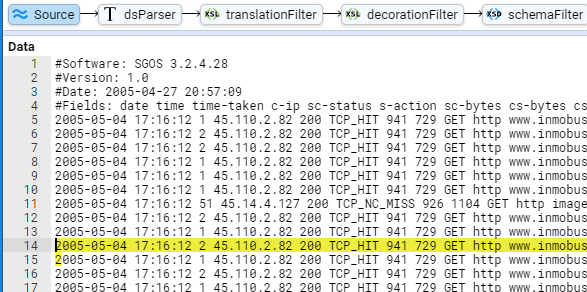 Source dsParser translationFilter decorationFilter schemaFilter
Data
1 #Software: SGOS 3.2.4.28
2 #Version: 1.0
3 #Date: 2005-04-27 20:57:09
4 #Fields: date time time-taken c-ip sc-status s-action sc-bytes cs-bytes cs
5 2005-05-04 17:16:12 1 45.110.2.82 200 TCP_HIT 941 729 GET http www.inmobus
6 2005-05-04 17:16:12 2 45.110.2.82 200 TCP_HIT 941 729 GET http www.inmobus
7 2005-05-04 17:16:12 2 45.110.2.82 200 TCP_HIT 941 729 GET http www.inmobus
8 2005-05-04 17:16:12 1 45.110.2.82 200 TCP_HIT 941 729 GET http www.inmobus
9 2005-05-04 17:16:12 1 45.110.2.82 200 TCP_HIT 941 729 GET http www.inmobus
10 2005-05-04 17:16:12 1 45.110.2.82 200 TCP_HIT 941 729 GET http www.inmobus
11 2005-05-04 17:16:12 51 45.14.4.127 200 TCP_NC_MISS 926 1104 GET http image
12 2005-05-04 17:16:12 2 45.110.2.82 200 TCP_HIT 941 729 GET http www.inmobus
13 2005-05-04 17:16:12 1 45.110.2.82 200 TCP_HIT 941 729 GET http www.inmobus
14 2005-05-04 17:16:12 2 45.110.2.82 200 TCP_HIT 941 729 GET http www.inmobus
15 2005-05-04 17:16:12 1 45.110.2.82 200 TCP_HIT 941 729 GET http www.inmobus
16 2005-05-04 17:16:12 2 45.110.2.82 200 TCP_HIT 941 729 GET http www.inmobus
17 2005-05-04 17:16:12 1 45.110.2.82 200 TCP_HIT 941 729 GET http www.inmobus